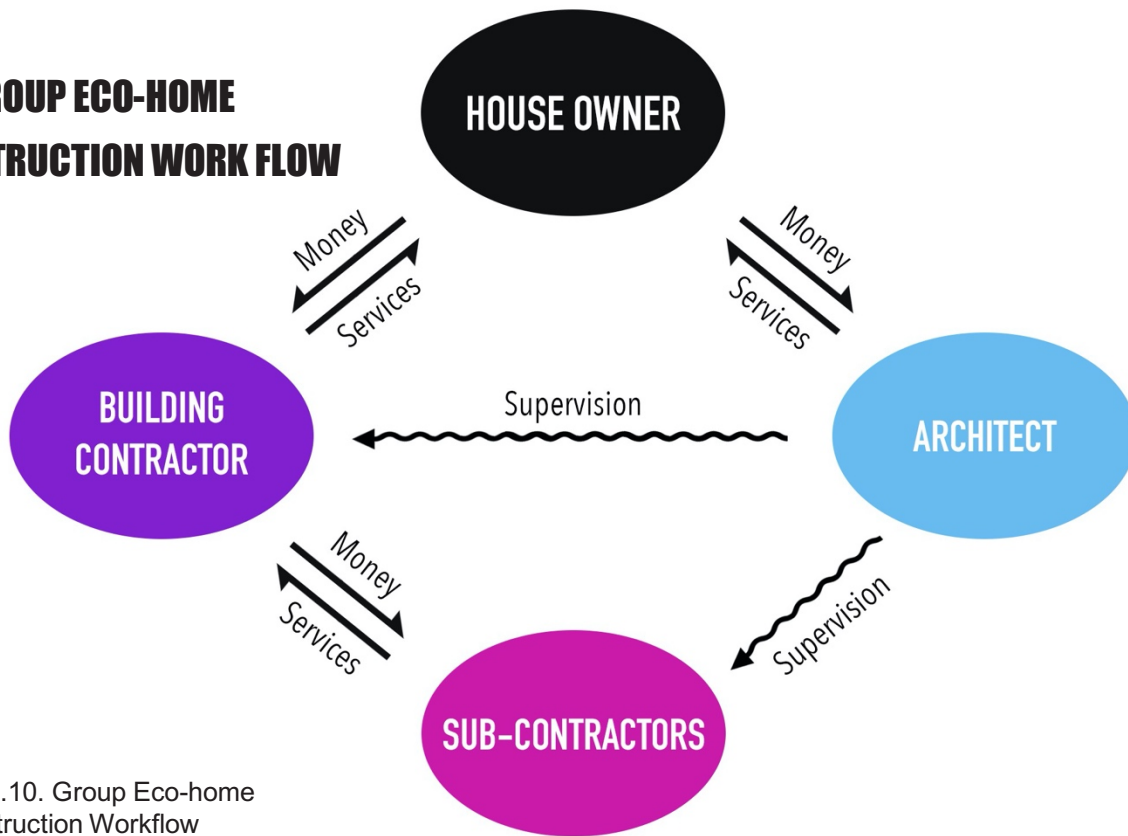 ROUP ECO-HOME
TRUCTION WORK FLOW
HOUSE OWNER
Money
Services
Money
Services
BUILDING
CONTRACTOR
Supervision
ARCHITECT
Money
Services
Supervision
SUB-CONTRACTORS
.10. Group Eco-home
truction Workflow